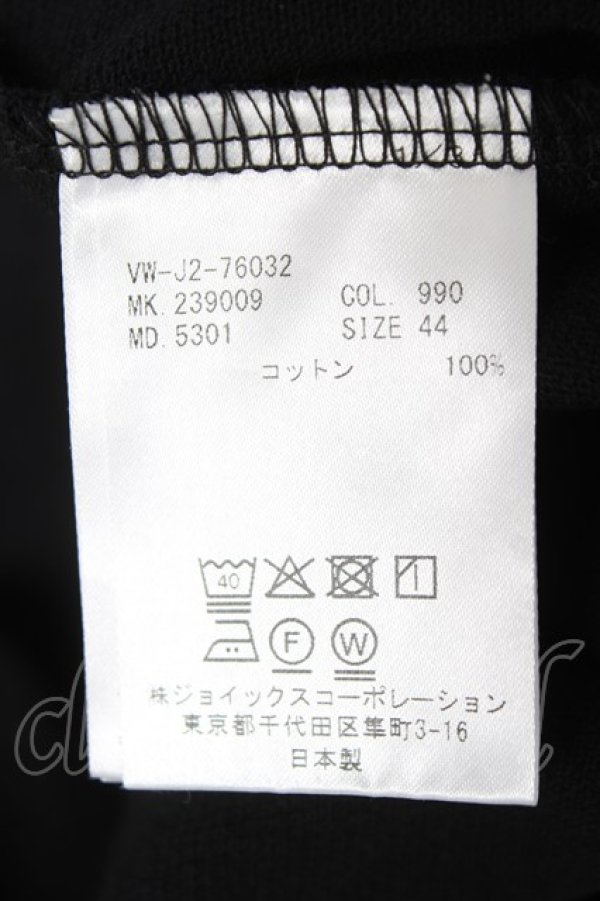 VW-J2-76032
MK. 239009 COL. 990
MD. 5301 SIZE 44
コットン 100%
40
F W
株ジョイックスコーポレーション
東京都千代田区隼町3-16
日本製